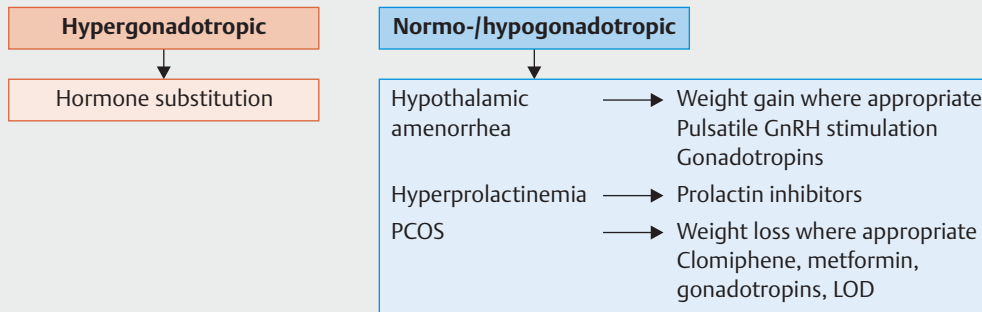 Hypergonadotropic
Hormone substitution
Normo-/hypogonadotropic
Hypothalamic
amenorrhea
Weight gain where appropriate
Pulsatile GnRH stimulation
Gonadotropins
Hyperprolactinemia
Prolactin inhibitors
PCOS
Weight loss where appropriate
Clomiphene, metformin,
gonadotropins, LOD